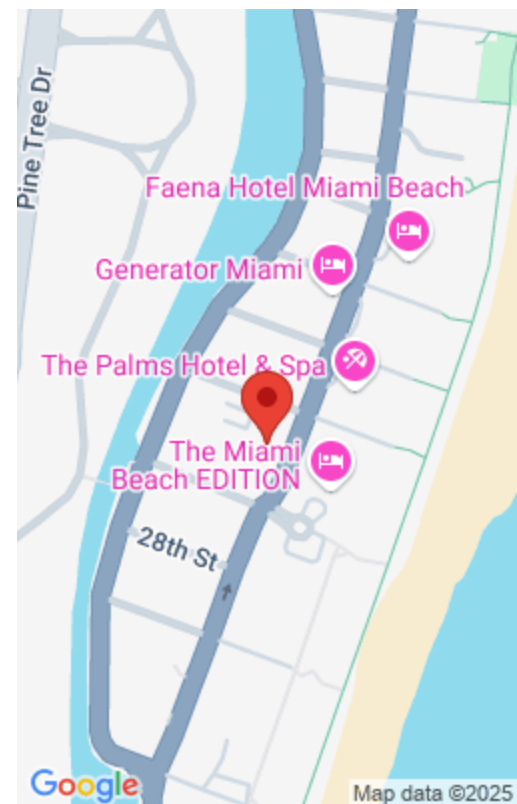 Pine Tree Dr
Faena Hotel Miami Beach
Generator Miami
The Palms Hotel & Spa
The Miami
Beach EDITION
28th St
Google
Map data ©2025